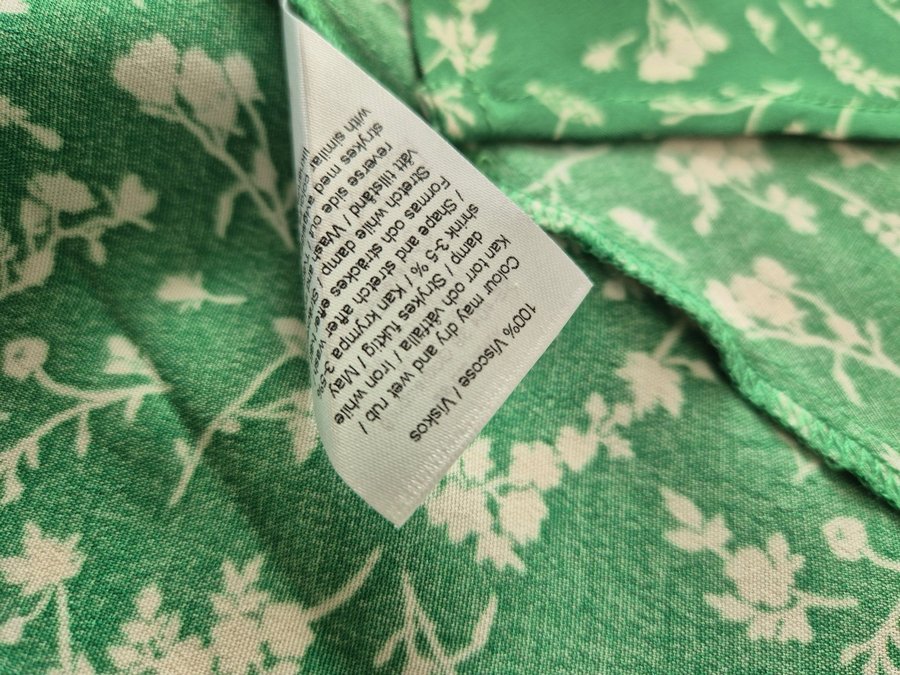 100% Viscose / Viskos
Colour may dry and wet rub /
Kan torr och våtfälla / Iron while
damp / Strykes fuktig / May
shrink 3-5 % / Kan krympa 3-5%
/ Shape and stretch after
Formas och sträckes efter
Stretch while damp /
vått tillstånd / Wash
reverse side
strykes med
with similar